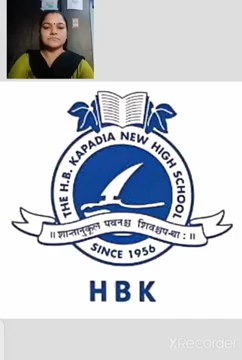 THE H.B. KAPADIA NEW HIGH SCHOOL
॥ शान्तानुकूल पवनश्च शिवश्चपन्थाः ॥
SINCE 1956
HBK
XRecorder